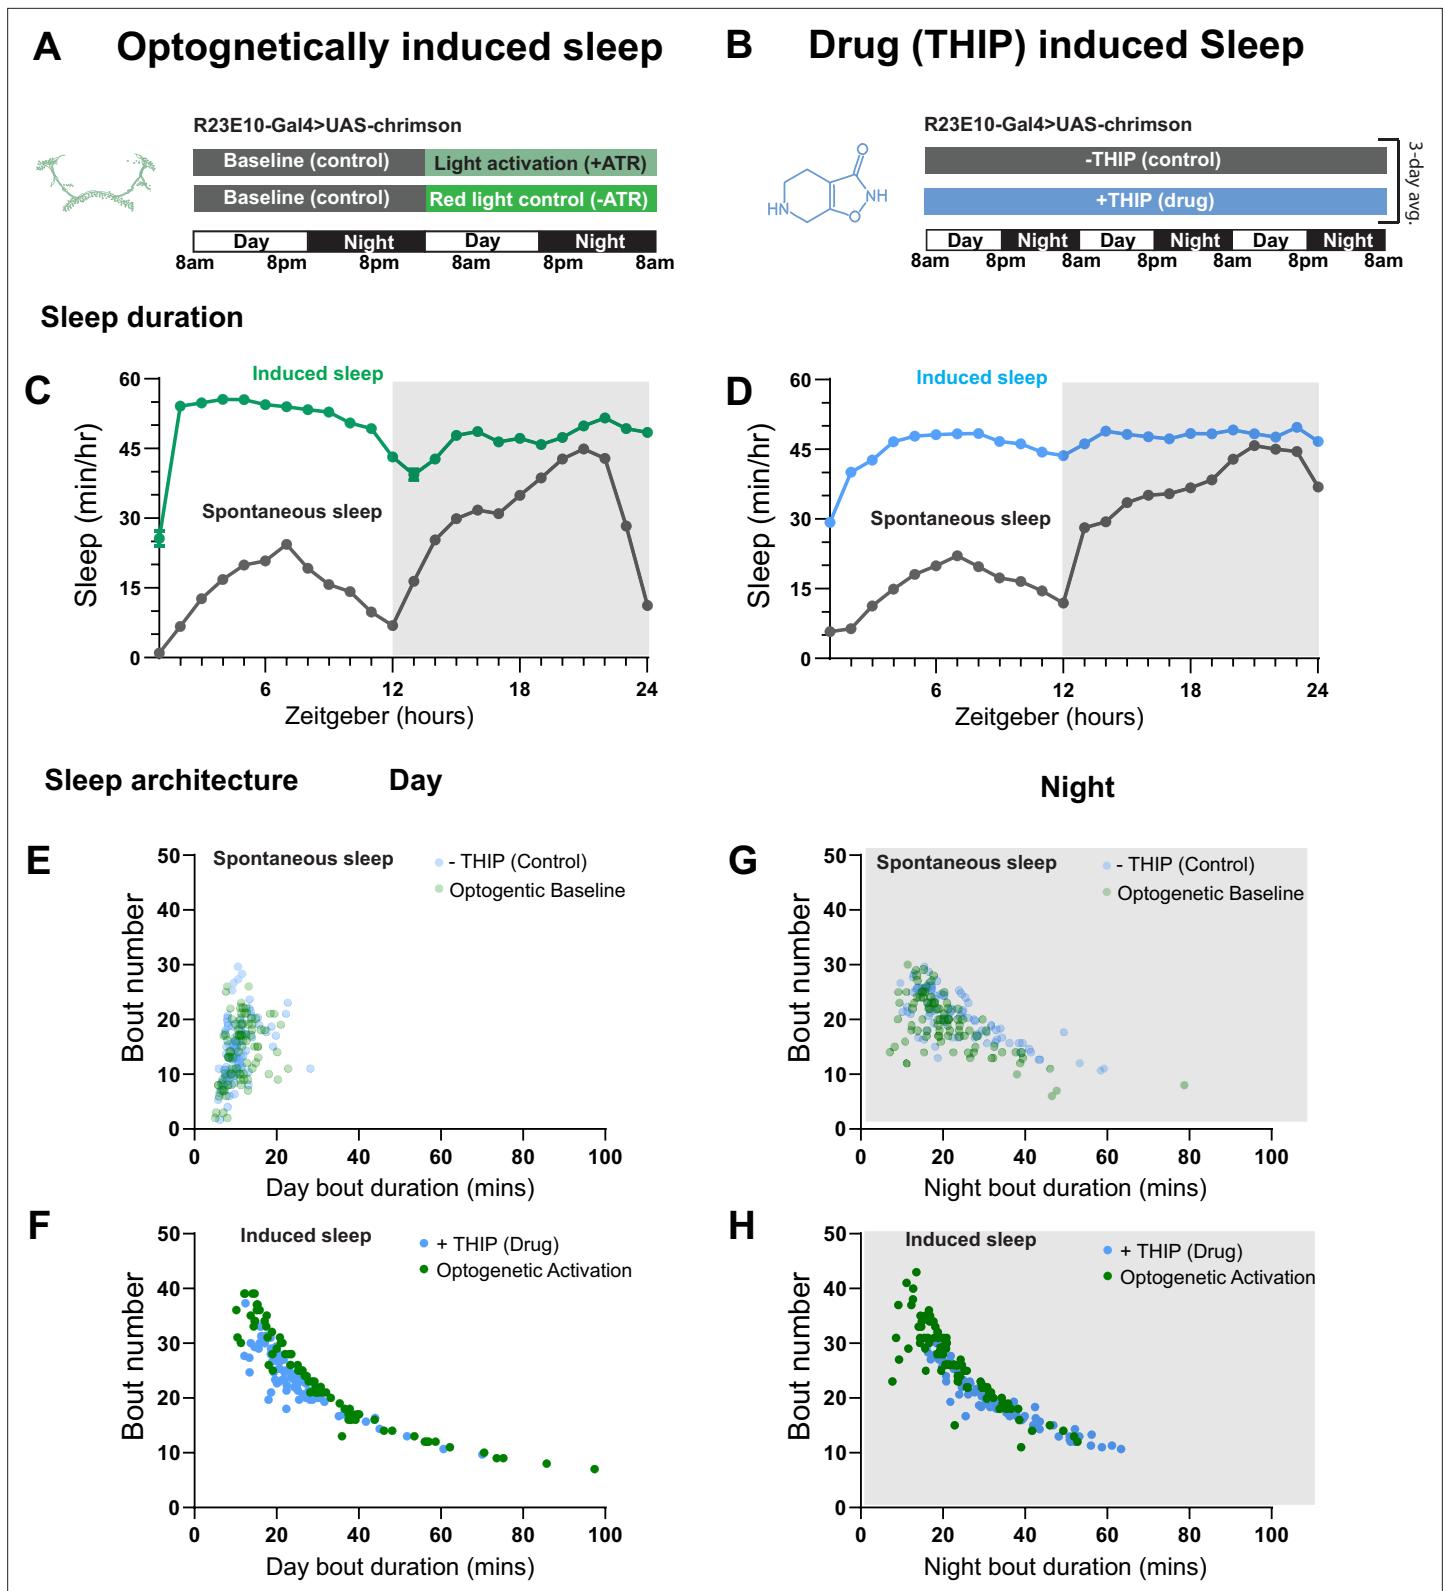 A Optognetically induced sleep
B Drug (THIP) induced Sleep
R23E10-Gal4>UAS-chrimson
Baseline (control) Light activation (+ATR)
Baseline (control) Red light control (-ATR)
Day Night Day Night
8am 8pm 8pm 8am 8pm 8am
R23E10-Gal4>UAS-chrimson
-THIP (control)
+THIP (drug)
3-day avg.
Day Night Day Night Day Night
8am 8pm 8am 8pm 8am 8pm 8am
O
NH
O
HN
Sleep duration
C
Induced sleep
Spontaneous sleep
Sleep (min/hr)
60
45
30
15
0
6 12 18 24
Zeitgeber (hours)
D
Induced sleep
Spontaneous sleep
Sleep (min/hr)
60
45
30
15
0
6 12 18 24
Zeitgeber (hours)
Sleep architecture Day
Night
E
Spontaneous sleep
- THIP (Control)
Optogentic Baseline
Bout number
50
40
30
20
10
0
0 20 40 60 80 100
Day bout duration (mins)
G
Spontaneous sleep
- THIP (Control)
Optogenetic Baseline
Bout number
50
40
30
20
10
0
0 20 40 60 80 100
Night bout duration (mins)
F
Induced sleep
+ THIP (Drug)
Optogenetic Activation
Bout number
50
40
30
20
10
0
0 20 40 60 80 100
Day bout duration (mins)
H
Induced sleep
+ THIP (Drug)
Optogenetic Activation
Bout number
50
40
30
20
10
0
0 20 40 60 80 100
Night bout duration (mins)